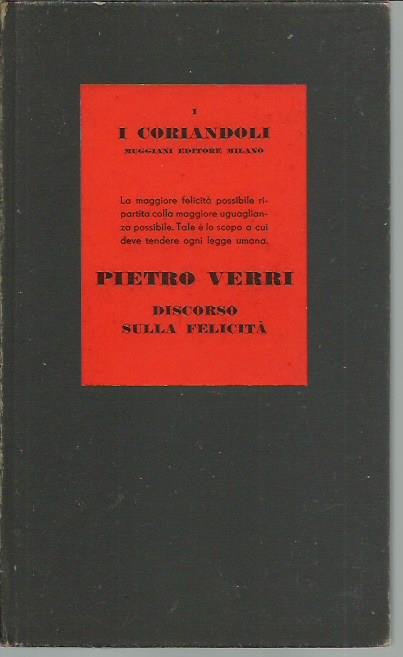 I
I CORIANDOLI
MUGGIANI EDITORE MILANO
La maggiore felicità possibile ri-
partita colla maggiore uguaglian-
za possibile. Tale è lo scopo a cui
deve tendere ogni legge umana.
PIETRO VERRI
DISCORSO
SULLA FELICITÀ